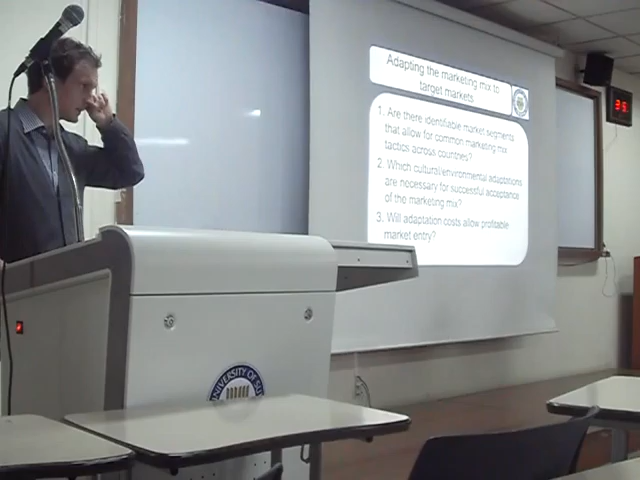 Adapting the marketing mix to
target markets
1. Are there identifiable market segments
that allow for common marketing mix
tactics across countries?
2. Which cultural/environmental adaptations
are necessary for successful acceptance
of the marketing mix?
3. Will adaptation costs allow profitable
market entry?
UNIVERSITY OF SU